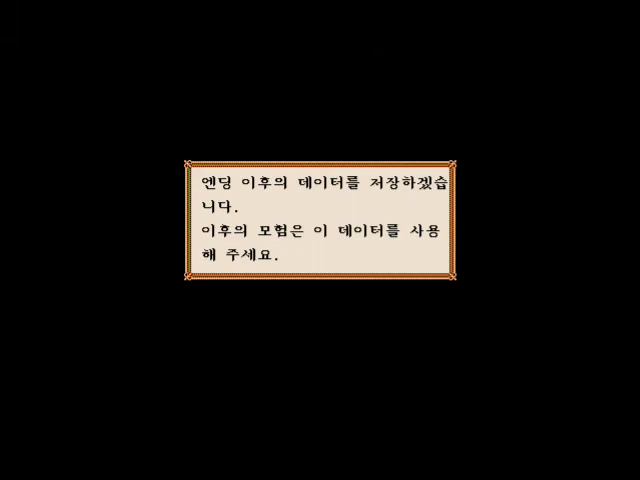 엔딩 이후의 데이터를 저장하겠습
니다.
이후의 모험은 이 데이터를 사용
해 주세요.